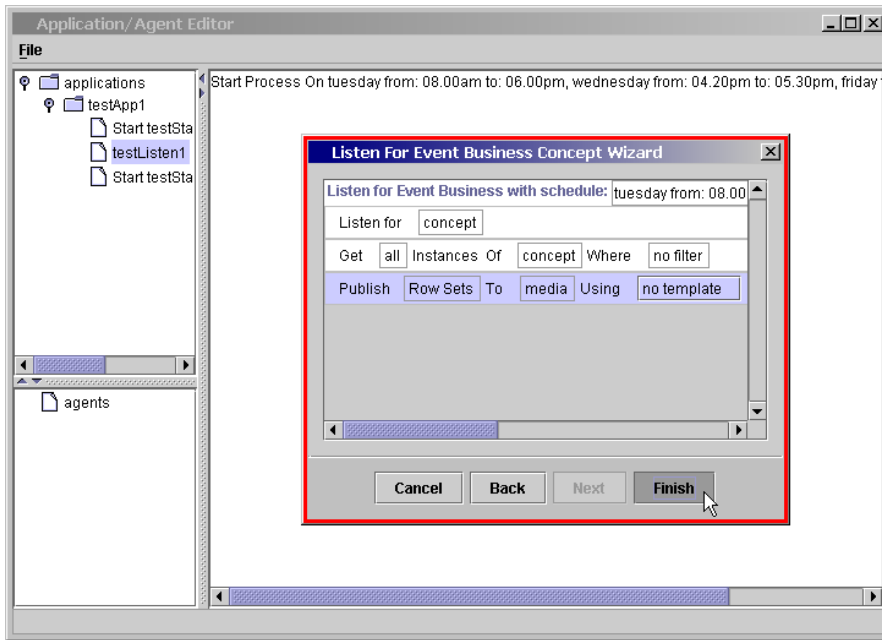 Application/Agent Editor
File
applications
testApp1
Start testSta
testListen1
Start testSta
agents
Start Process On tuesday from: 08.00am to: 06.00pm, wednesday from: 04.20pm to: 05.30pm, friday
Listen For Event Business Concept Wizard
Listen for Event Business with schedule: tuesday from: 08.00
Listen for concept
Get all Instances Of concept Where no filter
Publish Row Sets To media Using no template
Cancel Back Next Finish